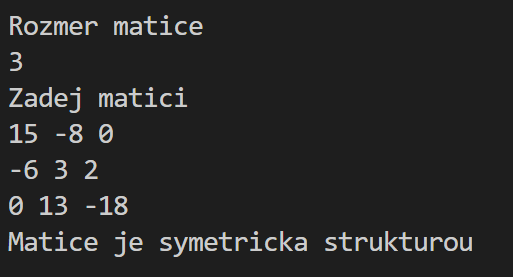 Rozmer matice
3
Zadej matici
15 -8 0
-6 3 2
0 13 -18
Matice je symetricka strukturou